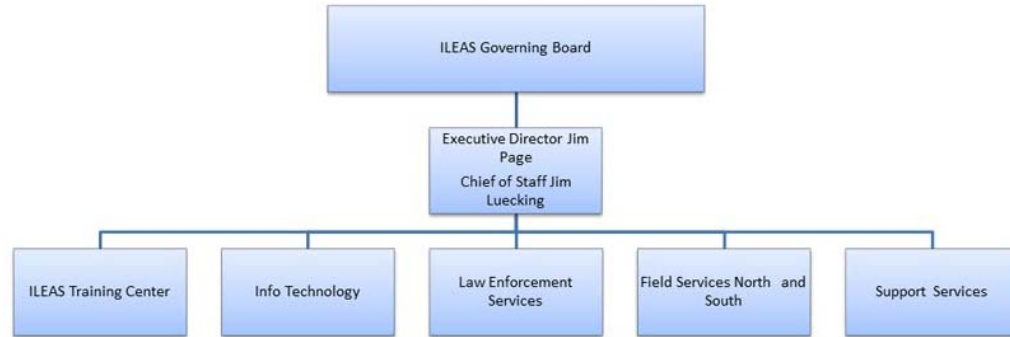 ILEAS Governing Board
Executive Director Jim
Page
Chief of Staff Jim
Luecking
ILEAS Training Center
Info Technology
Law Enforcement
Services
Field Services North and
South
Support Services